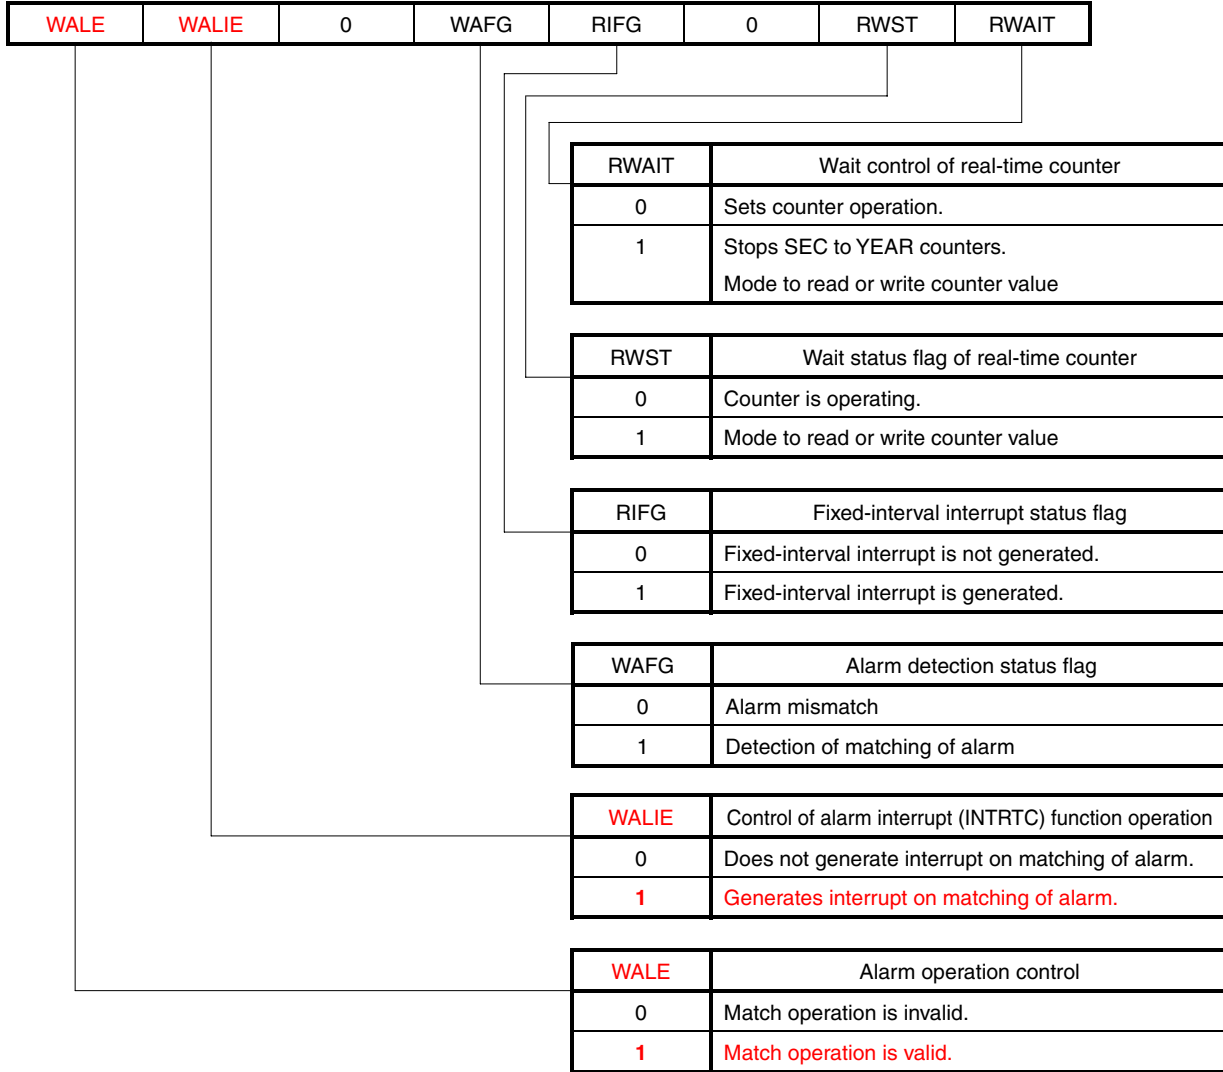 WALE WALIE 0 WAFG RIFG 0 RWST RWAIT
RWAIT Wait control of real-time counter
0 Sets counter operation.
1 Stops SEC to YEAR counters.
Mode to read or write counter value
RWST Wait status flag of real-time counter
0 Counter is operating.
1 Mode to read or write counter value
RIFG Fixed-interval interrupt status flag
0 Fixed-interval interrupt is not generated.
1 Fixed-interval interrupt is generated.
WAFG Alarm detection status flag
0 Alarm mismatch
1 Detection of matching of alarm
WALIE Control of alarm interrupt (INTRTC) function operation
0 Does not generate interrupt on matching of alarm.
1 Generates interrupt on matching of alarm.
WALE Alarm operation control
0 Match operation is invalid.
1 Match operation is valid.